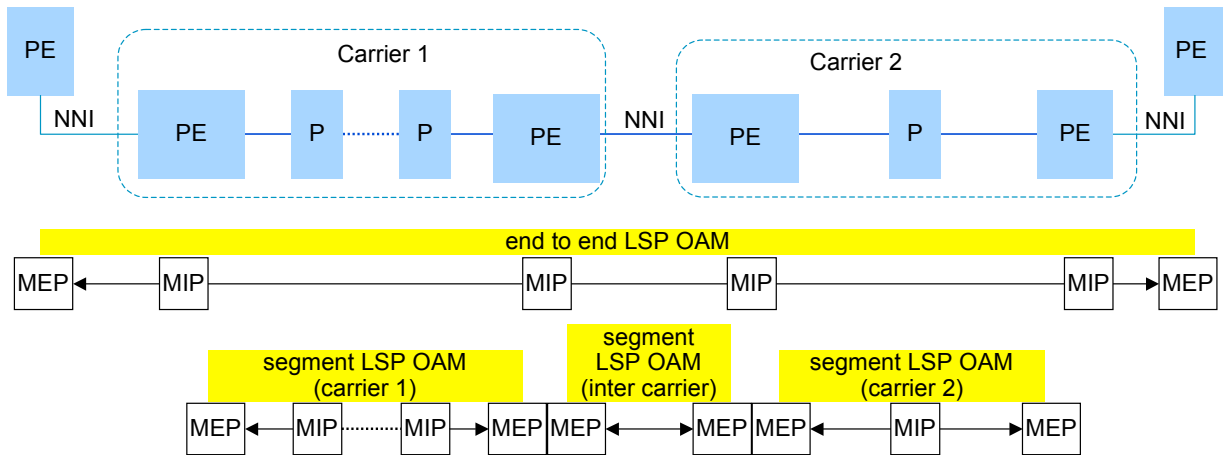 PE
Carrier 1
Carrier 2
PE
NNI
PE
P
P
PE
NNI
PE
P
PE
NNI
end to end LSP OAM
MEP
MIP
MIP
MIP
MIP
MEP
segment LSP OAM
(carrier 1)
segment
LSP OAM
(inter carrier)
segment LSP OAM
(carrier 2)
MEP
MIP
MIP
MEP
MEP
MEP
MEP
MIP
MEP